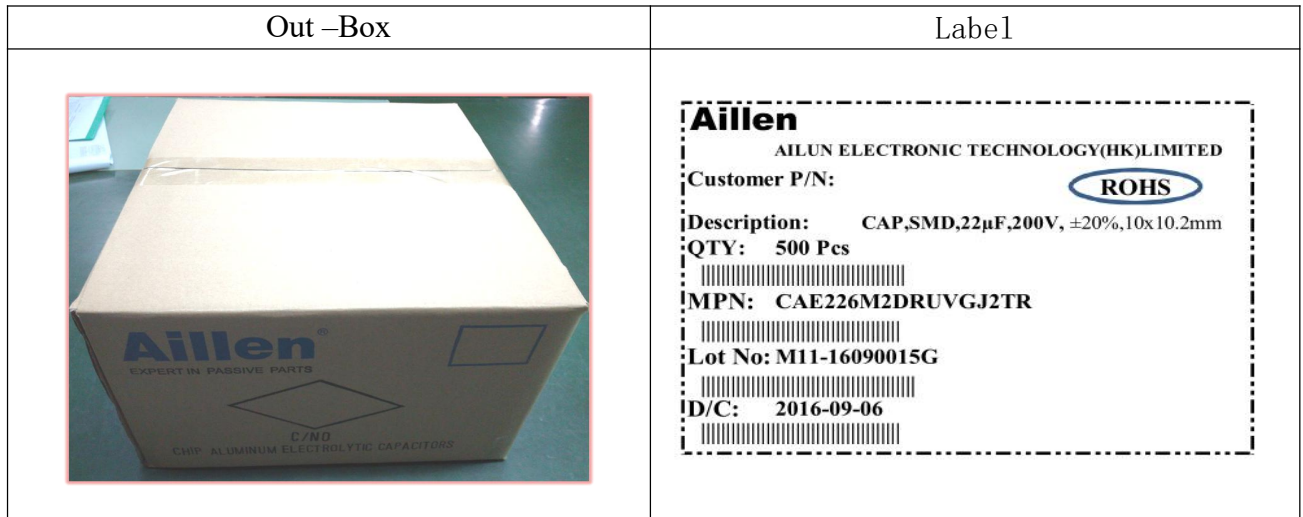 Out –Box
Label
Aillen®
EXPERT IN PASSIVE PARTS
C/NO
CHIP ALUMINUM ELECTROLYTIC CAPACITORS
Aillen
AILUN ELECTRONIC TECHNOLOGY(HK)LIMITED
Customer P/N:
ROHS
Description: CAP,SMD,22µF,200V, ±20%,10x10.2mm
QTY: 500 Pcs
MPN: CAE226M2DRUVGJ2TR
Lot No: M11-16090015G
D/C: 2016-09-06